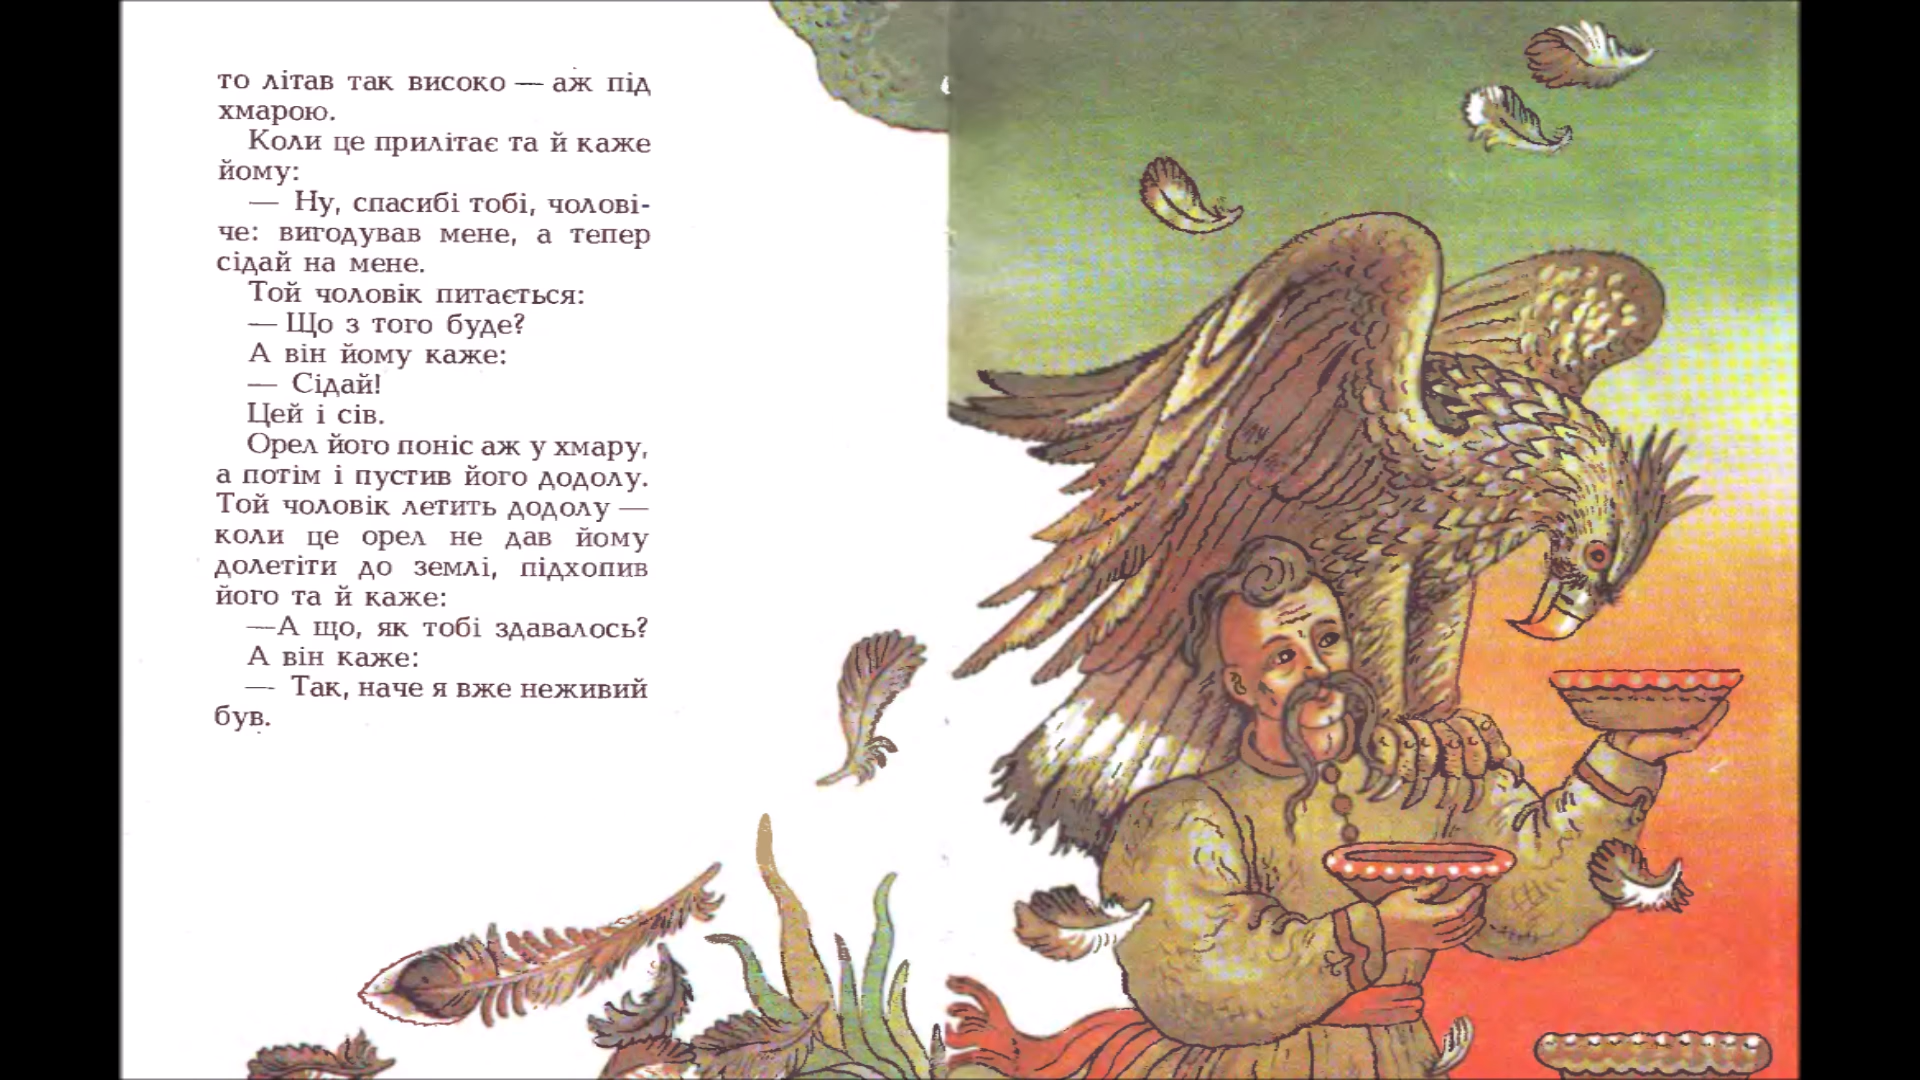 то літав так високо — аж під
хмарою.
Коли це прилітає та й каже
йому:
— Ну, спасибі тобі, чолові-
че: вигодував мене, а тепер
сідай на мене.
Той чоловік питається:
— Що з того буде?
А він йому каже:
— Сідай!
Цей і сів.
Орел його поніс аж у хмару,
а потім і пустив його додолу.
Той чоловік летить додолу —
коли це орел не дав йому
долетіти до землі, підхопив
його та й каже:
—А що, як тобі здавалось?
А він каже:
— Так, наче я вже неживий
був.